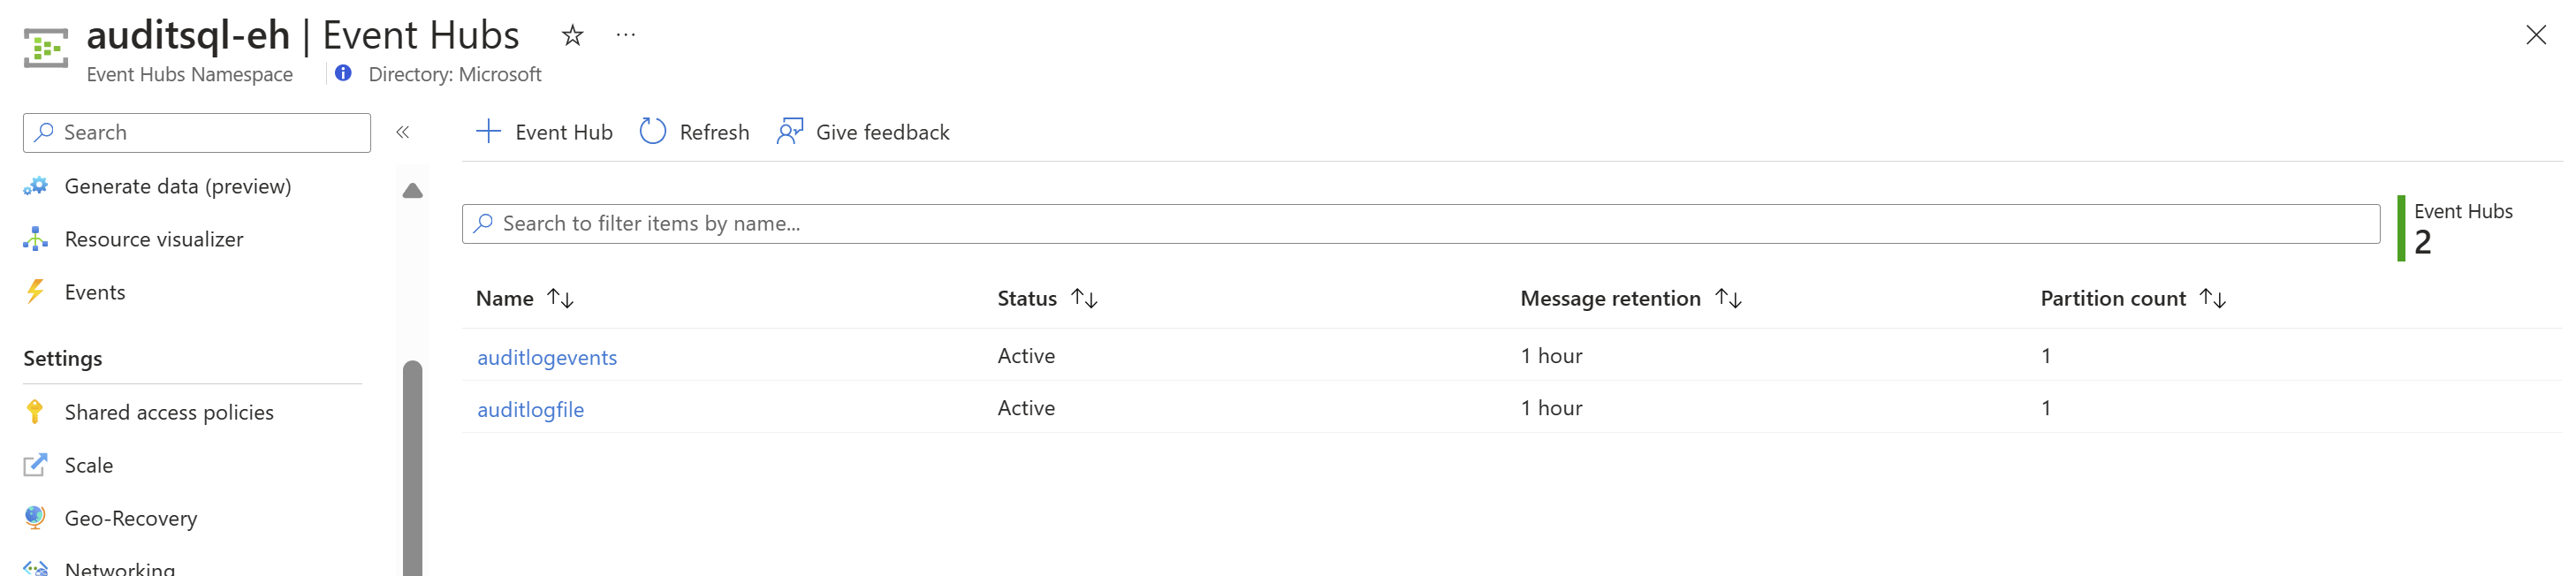 auditsql-eh | Event Hubs
Event Hubs Namespace
Directory: Microsoft
Search
Generate data (preview)
Resource visualizer
Events
Settings
Shared access policies
Scale
Geo-Recovery
Networking
Event Hub Refresh Give feedback
Search to filter items by name...
Event Hubs
2
Name Status Message retention Partition count
auditlogevents Active 1 hour 1
auditlogfile Active 1 hour 1